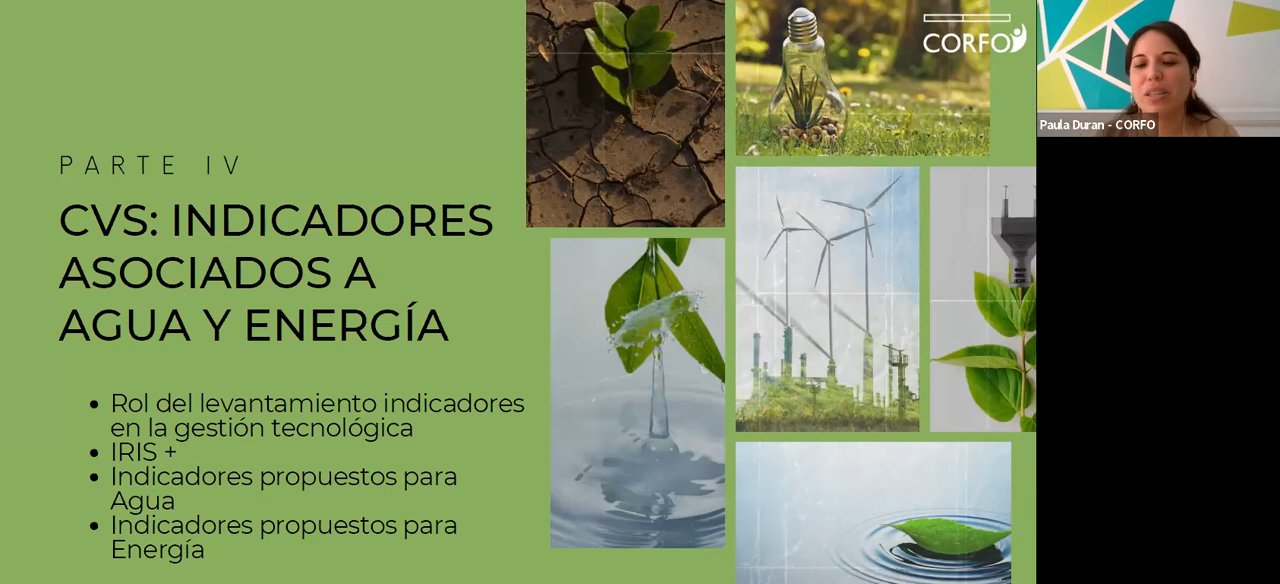 PARTE IV
CVS: INDICADORES
ASOCIADOS A
AGUA Y ENERGÍA
• Rol del levantamiento indicadores
en la gestión tecnológica
• IRIS +
• Indicadores propuestos para
Agua
• Indicadores propuestos para
Energía
CORFO
Paula Duran - CORFO